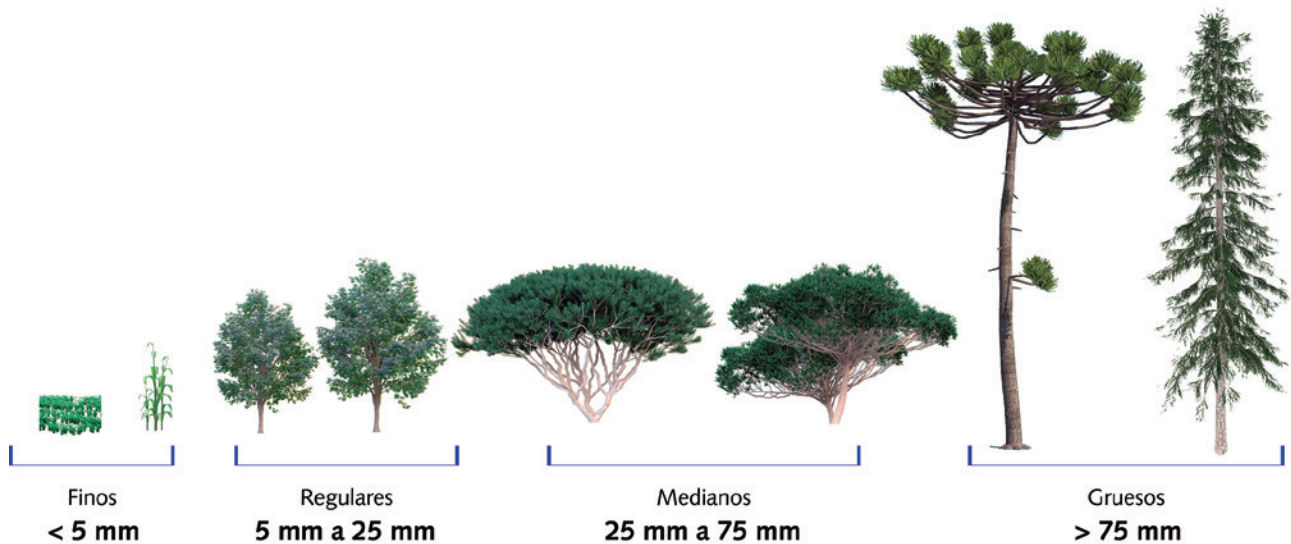 Finos
< 5 mm
Regulares
5 mm a 25 mm
Medianos
25 mm a 75 mm
Gruesos
> 75 mm